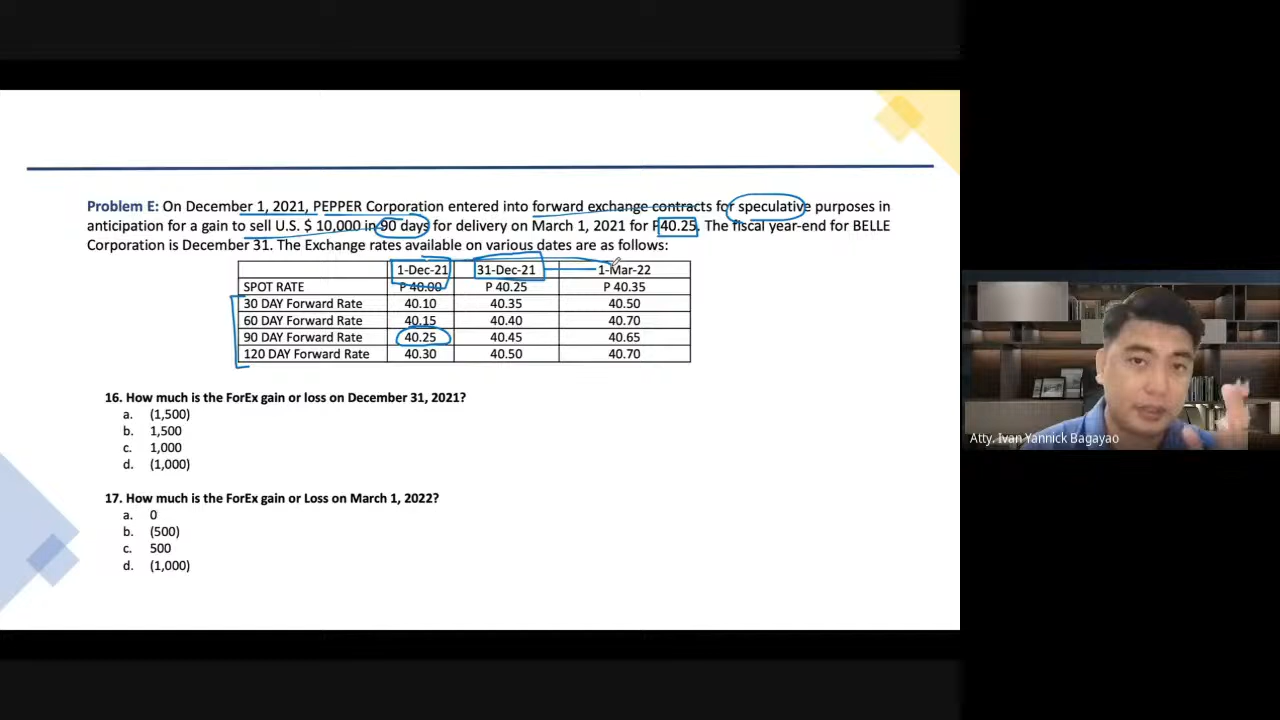 Problem E: On December 1, 2021, PEPPER Corporation entered into forward exchange contracts for speculative purposes in
anticipation for a gain to sell U.S. $ 10,000 in 90 days for delivery on March 1, 2021 for P40.25. The fiscal year-end for BELLE
Corporation is December 31. The Exchange rates available on various dates are as follows:
1-Dec-21 31-Dec-21 1-Mar-22
SPOT RATE P 40.00 P 40.25 P 40.35
30 DAY Forward Rate 40.10 40.35 40.50
60 DAY Forward Rate 40.15 40.40 40.70
90 DAY Forward Rate 40.25 40.45 40.65
120 DAY Forward Rate 40.30 40.50 40.70
16. How much is the ForEx gain or loss on December 31, 2021?
a. (1,500)
b. 1,500
c. 1,000
d. (1,000)
17. How much is the ForEx gain or Loss on March 1, 2022?
a. 0
b. (500)
c. 500
d. (1,000)
Atty. Ivan Yannick Bagayao